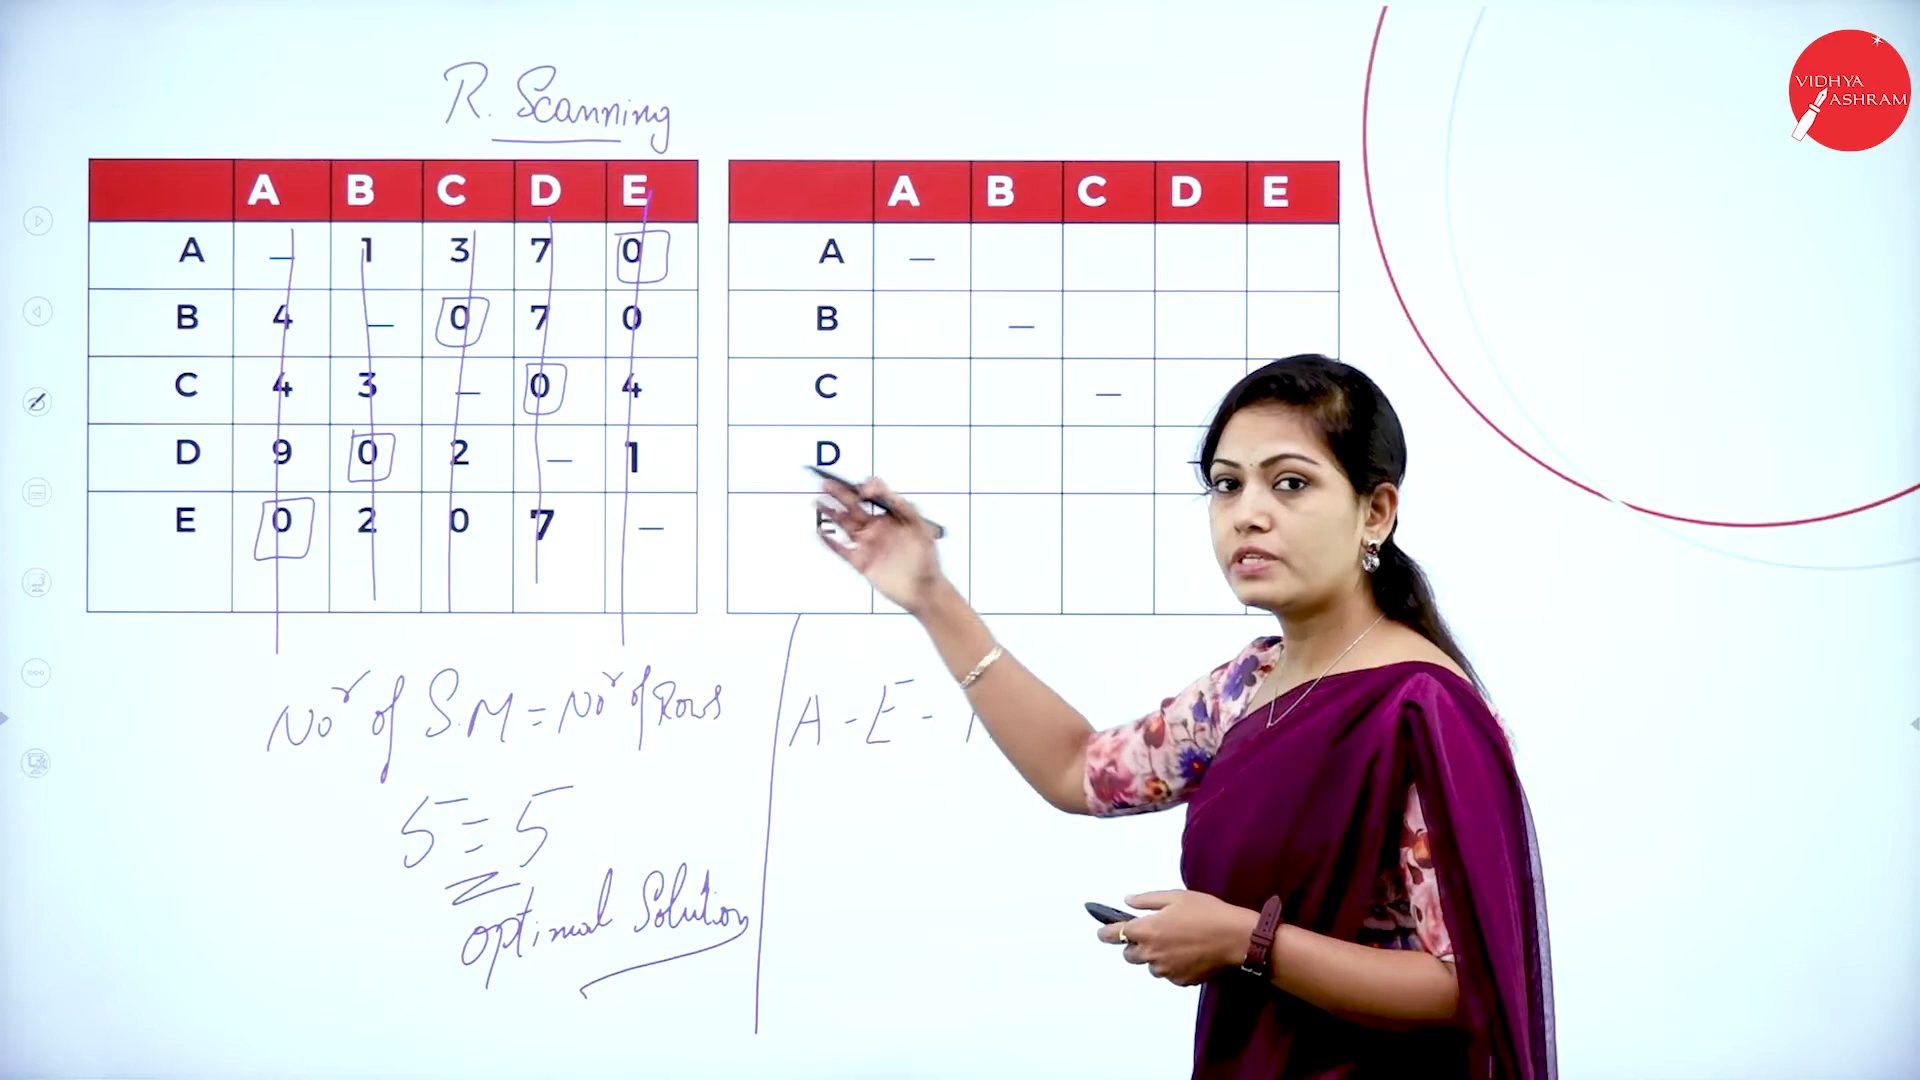 R. Scanning
VIDHYA
ASHRAM
A B C D E
A – 1 3 7 0
B 4 – 0 7 0
C 4 3 – 0 4
D 9 0 2 – 1
E 0 2 0 7 –
A B C D E
A –
B –
C –
D –
E
No^r of S.M = No^r of Rows
5 = 5
optimal Solution
A - E -